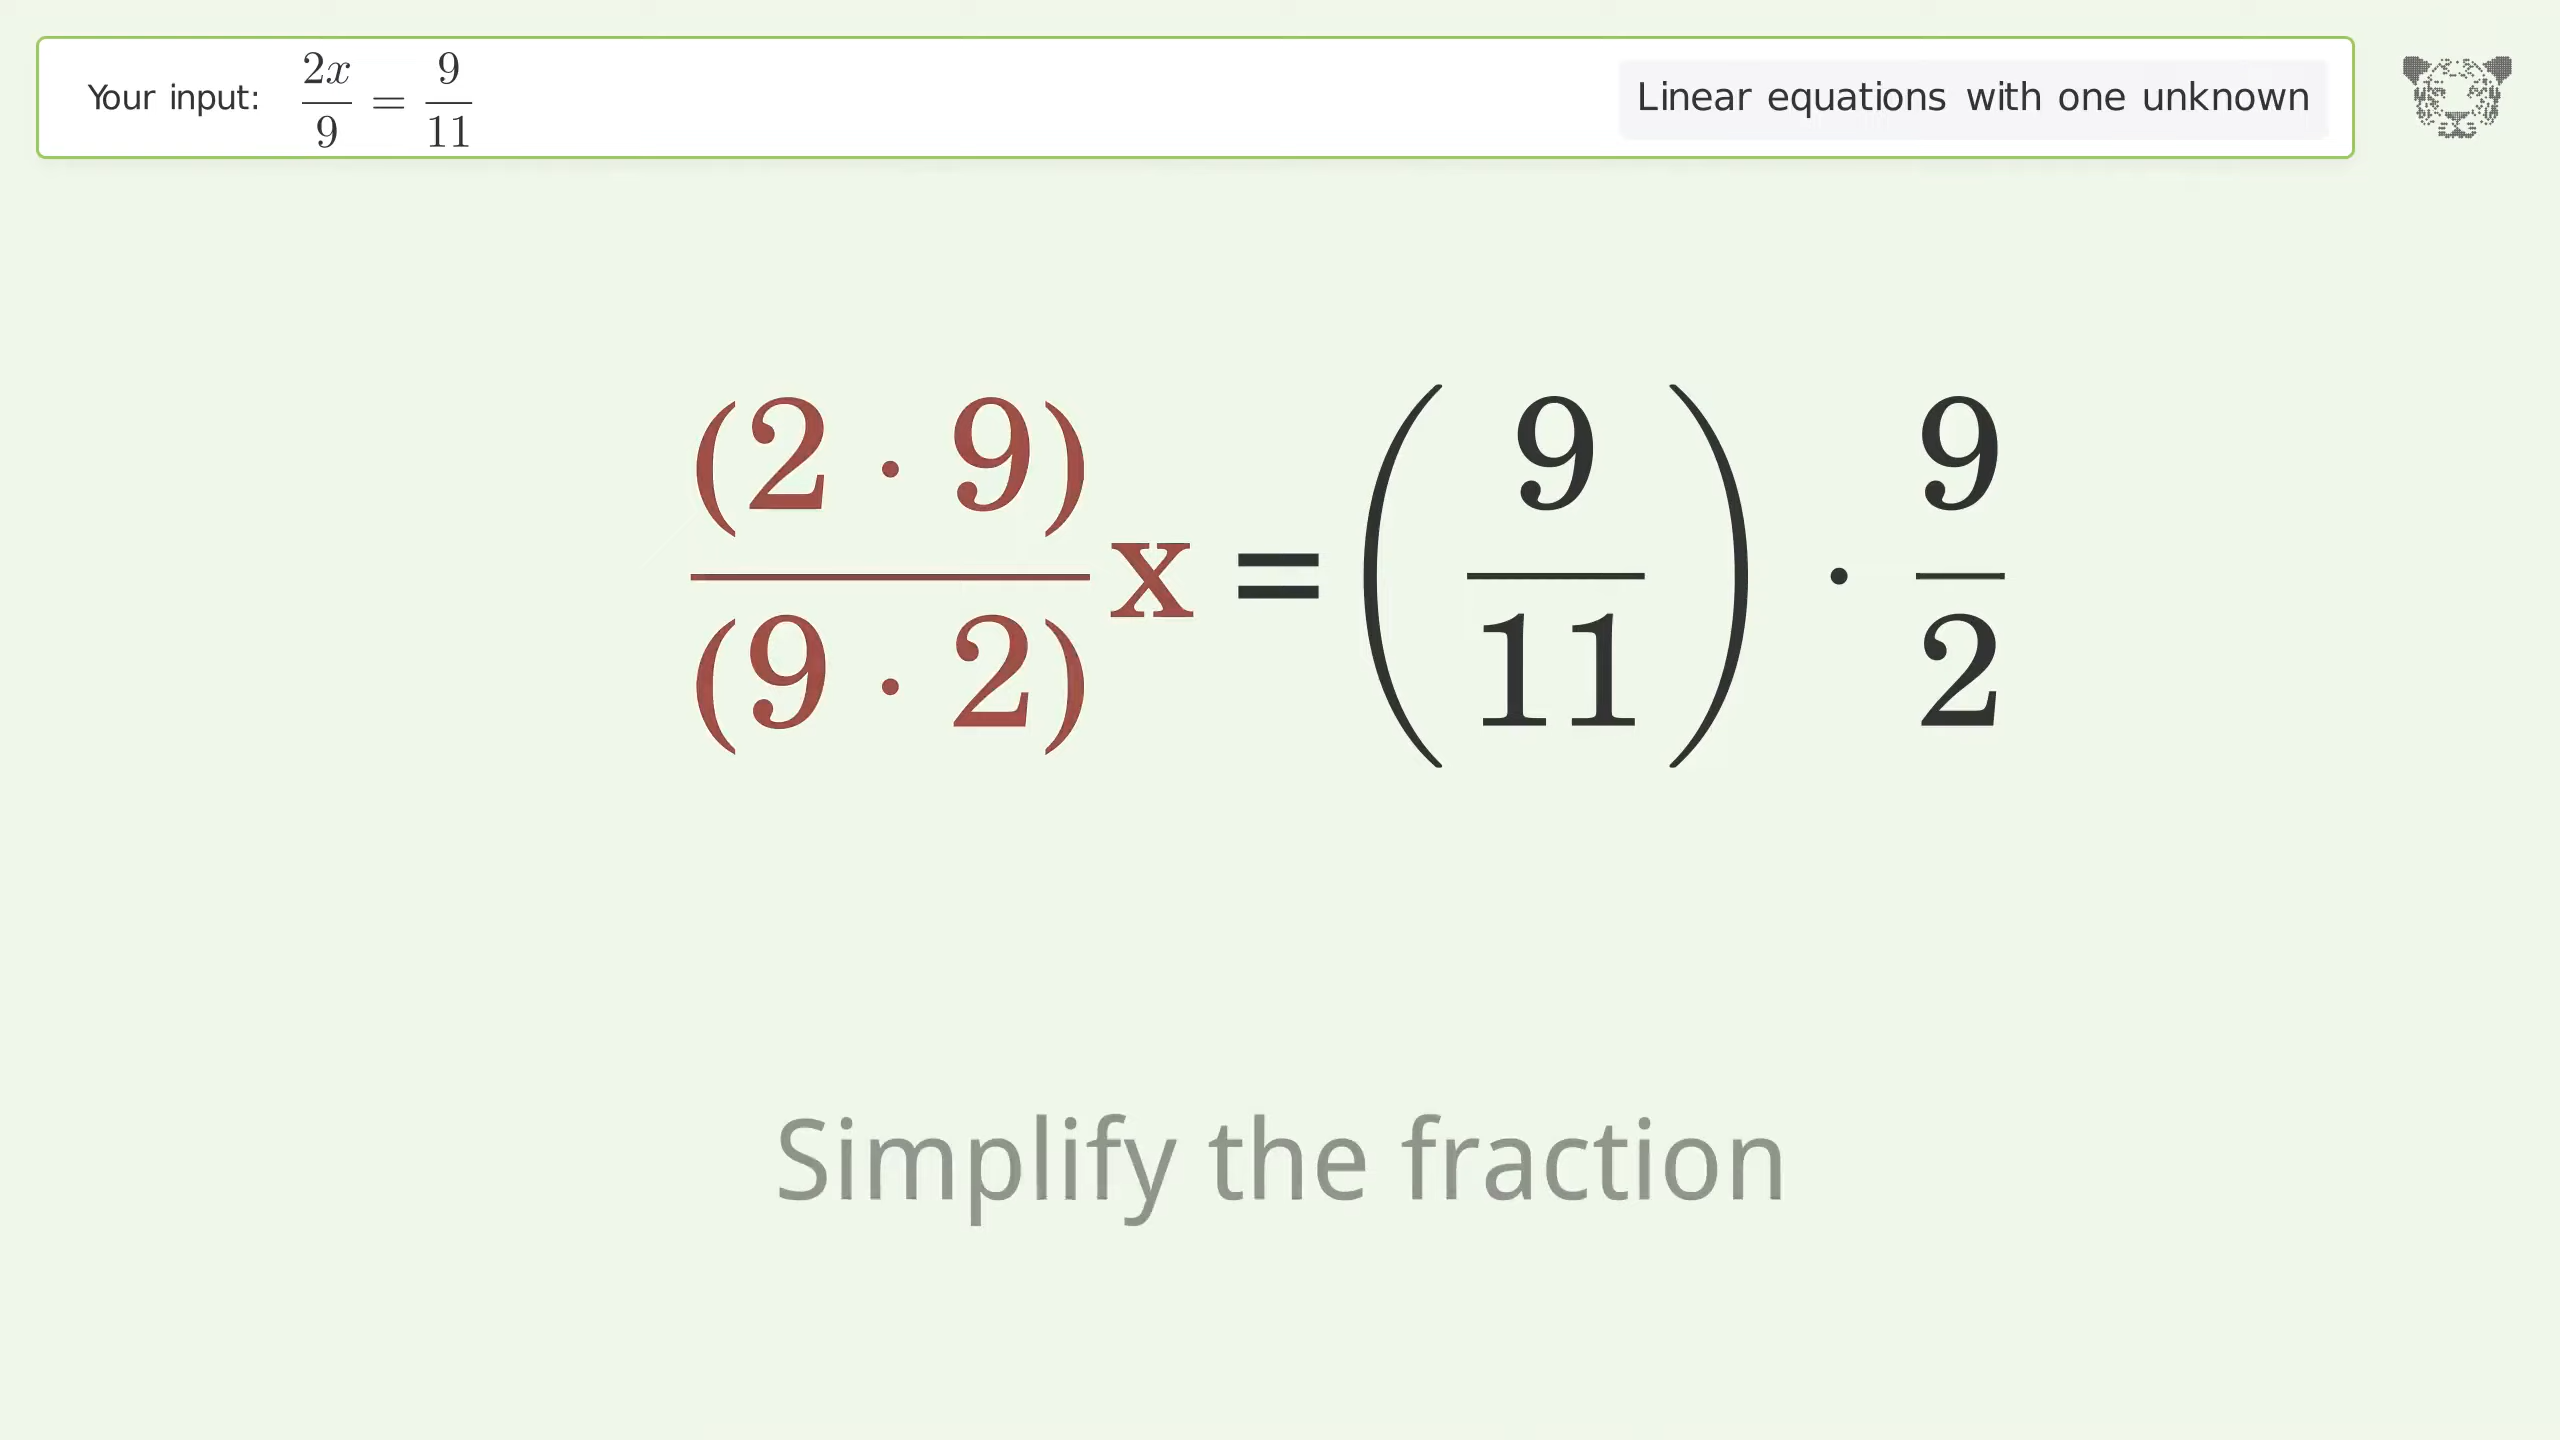 Your input: 2x/9 = 9/11
Linear equations with one unknown
(2 · 9)/(9 · 2) x = (9/11) · 9/2
Simplify the fraction